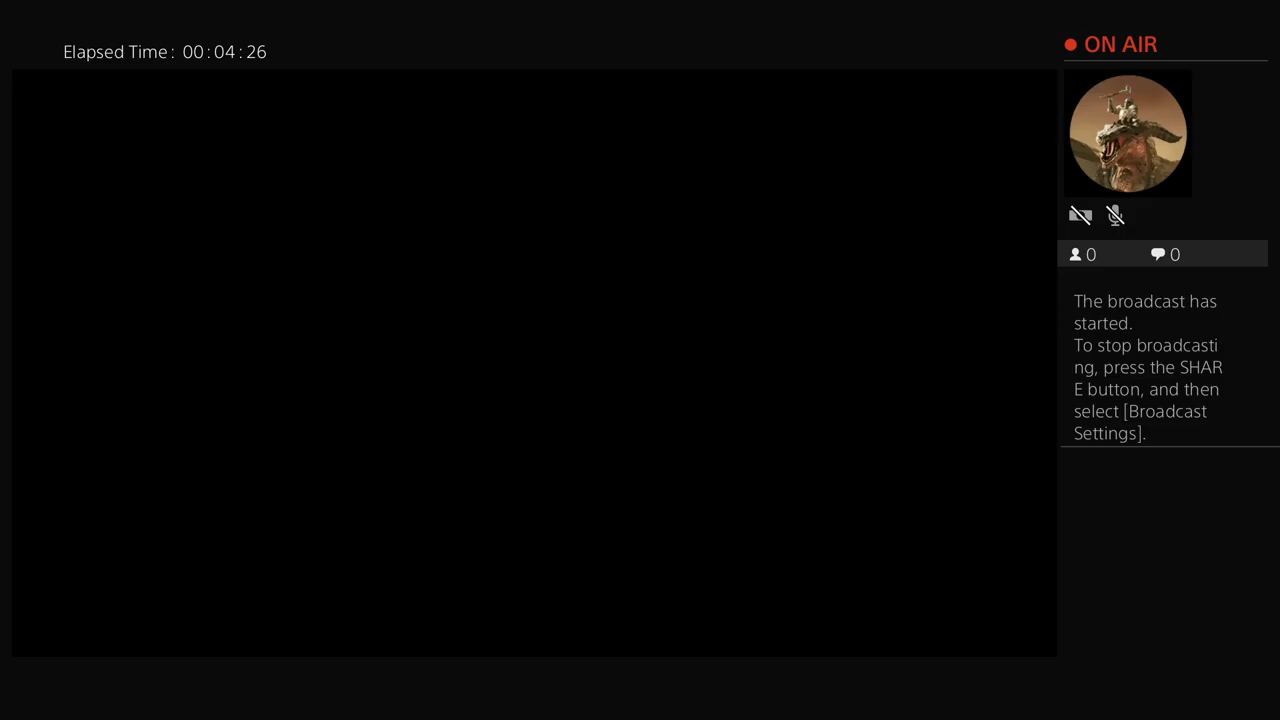 Elapsed Time: 00:04:26
ON AIR
0 0
The broadcast has
started.
To stop broadcasti
ng, press the SHAR
E button, and then
select [Broadcast
Settings].